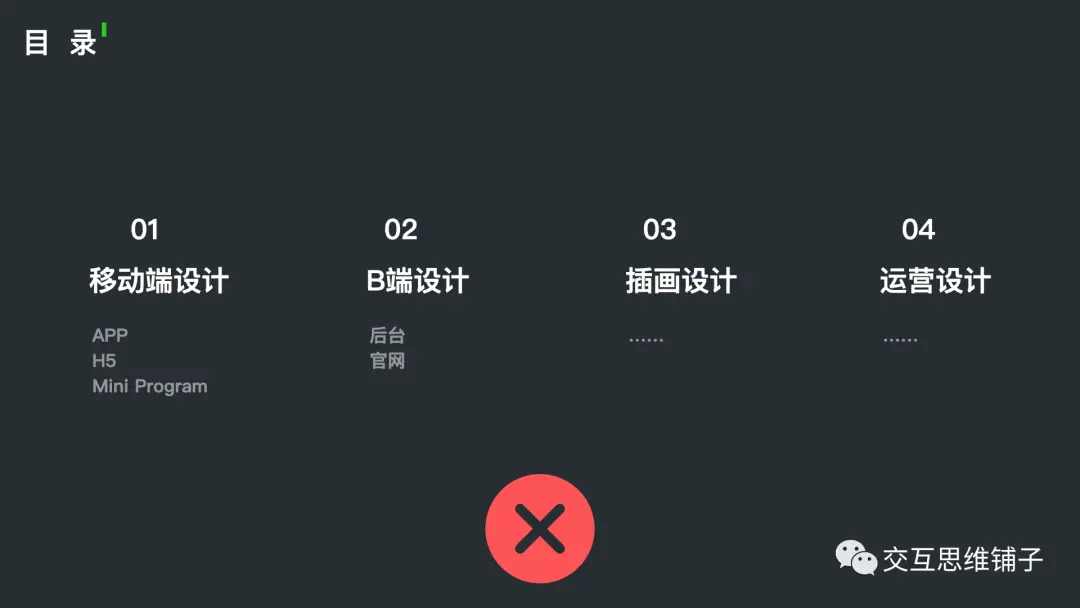 目 录
01
移动端设计
APP
H5
Mini Program
02
B端设计
后台
官网
03
插画设计
......
04
运营设计
......
交互思维铺子